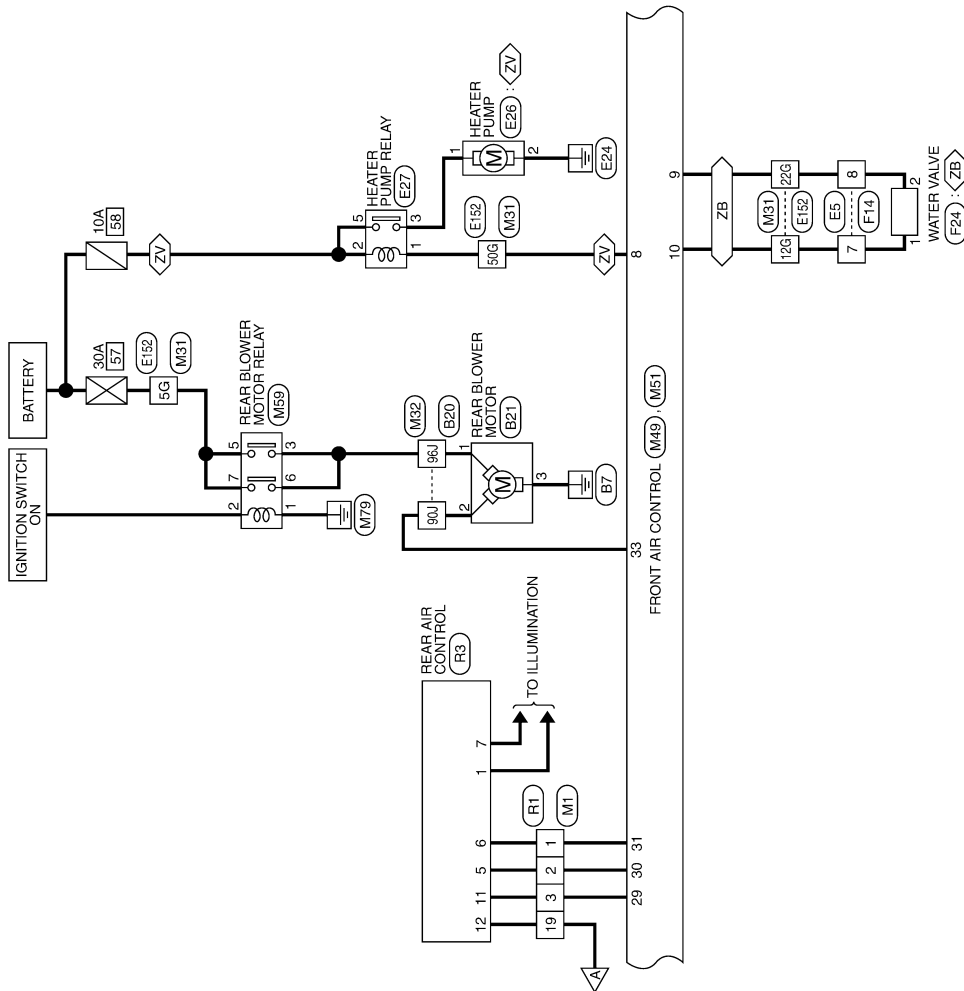 IGNITION SWITCH
ON
BATTERY
10A
58
ZV
30A
57
E152
5G
M31
REAR BLOWER
MOTOR RELAY
M59
2
7
5
1
6
3
M79
HEATER
PUMP RELAY
E27
2
5
1
3
HEATER
PUMP
E26 : ZV
1
M
2
E24
E152
50G
M31
ZV
8
M32
90J
96J
B20
REAR BLOWER
MOTOR
B21
2
1
M
3
B7
33
REAR AIR
CONTROL
R3
12
11
5
6
1
7
TO ILLUMINATION
R1
19
3
2
1
M1
A
29
30
31
FRONT AIR CONTROL M49 , M51
10
9
ZB
12G
M31
E152
22G
7
E5
F14
8
1
2
WATER VALVE
F24 : ZB